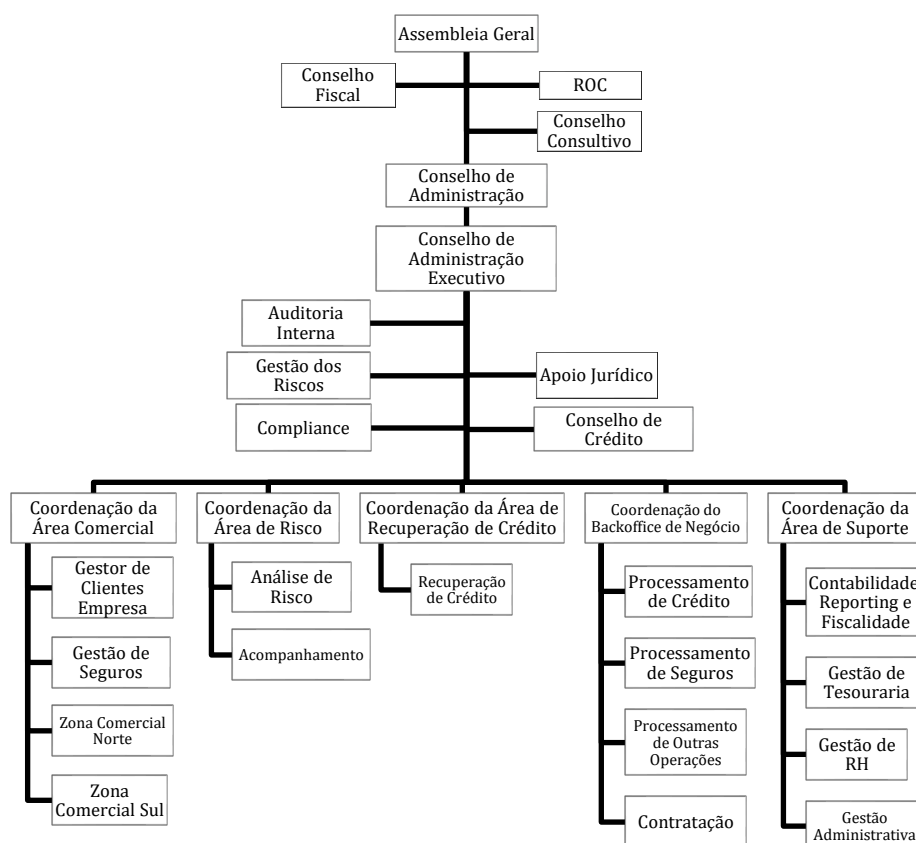 Assembleia Geral
Conselho
Fiscal
ROC
Conselho
Consultivo
Conselho de
Administração
Conselho de
Administração
Executivo
Auditoria
Interna
Gestão dos
Riscos
Apoio Jurídico
Compliance
Conselho de
Crédito
Coordenação da
Área Comercial
Gestor de
Clientes
Empresa
Gestão de
Seguros
Zona Comercial
Norte
Zona
Comercial Sul
Coordenação da
Área de Risco
Análise de
Risco
Acompanhamento
Coordenação da Área de
Recuperação de Crédito
Recuperação
de Crédito
Coordenação do
Backoffice de Negócio
Processamento
de Crédito
Processamento
de Seguros
Processamento
de Outras
Operações
Contratação
Coordenação da
Área de Suporte
Contabilidade
Reporting e
Fiscalidade
Gestão de
Tesouraria
Gestão de
RH
Gestão
Administrativa